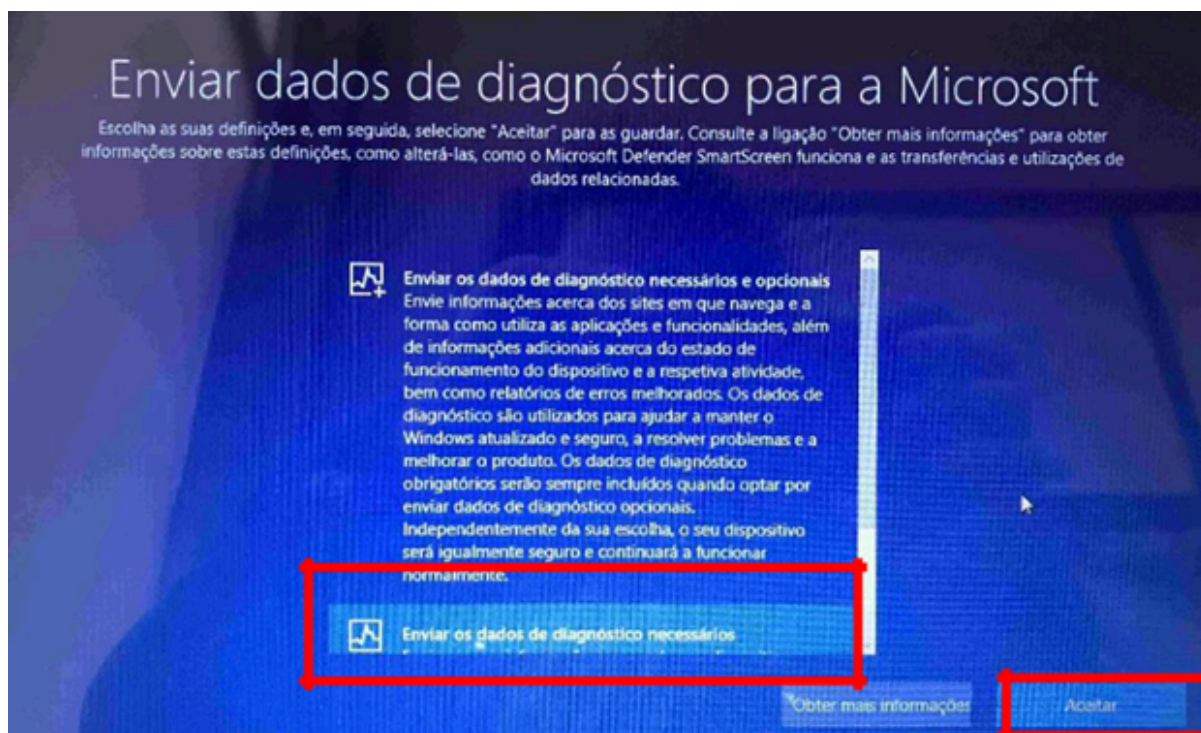 Enviar dados de diagnóstico para a Microsoft
Escolha as suas definições e, em seguida, selecione "Aceitar" para as guardar. Consulte a ligação "Obter mais informações" para obter
informações sobre estas definições, como alterá-las, como o Microsoft Defender SmartScreen funciona e as transferências e utilizações de
dados relacionadas.
Enviar os dados de diagnóstico necessários e opcionais
Envie informações acerca dos sites em que navega e a
forma como utiliza as aplicações e funcionalidades, além
de informações adicionais acerca do estado de
funcionamento do dispositivo e a respetiva atividade,
bem como relatórios de erros melhorados. Os dados de
diagnóstico são utilizados para ajudar a manter o
Windows atualizado e seguro, a resolver problemas e a
melhorar o produto. Os dados de diagnóstico
obrigatórios serão sempre incluídos quando optar por
enviar dados de diagnóstico opcionais.
Independentemente da sua escolha, o seu dispositivo
será igualmente seguro e continuará a funcionar
normalmente.
Enviar os dados de diagnóstico necessários
Obter mais informações
Aceitar